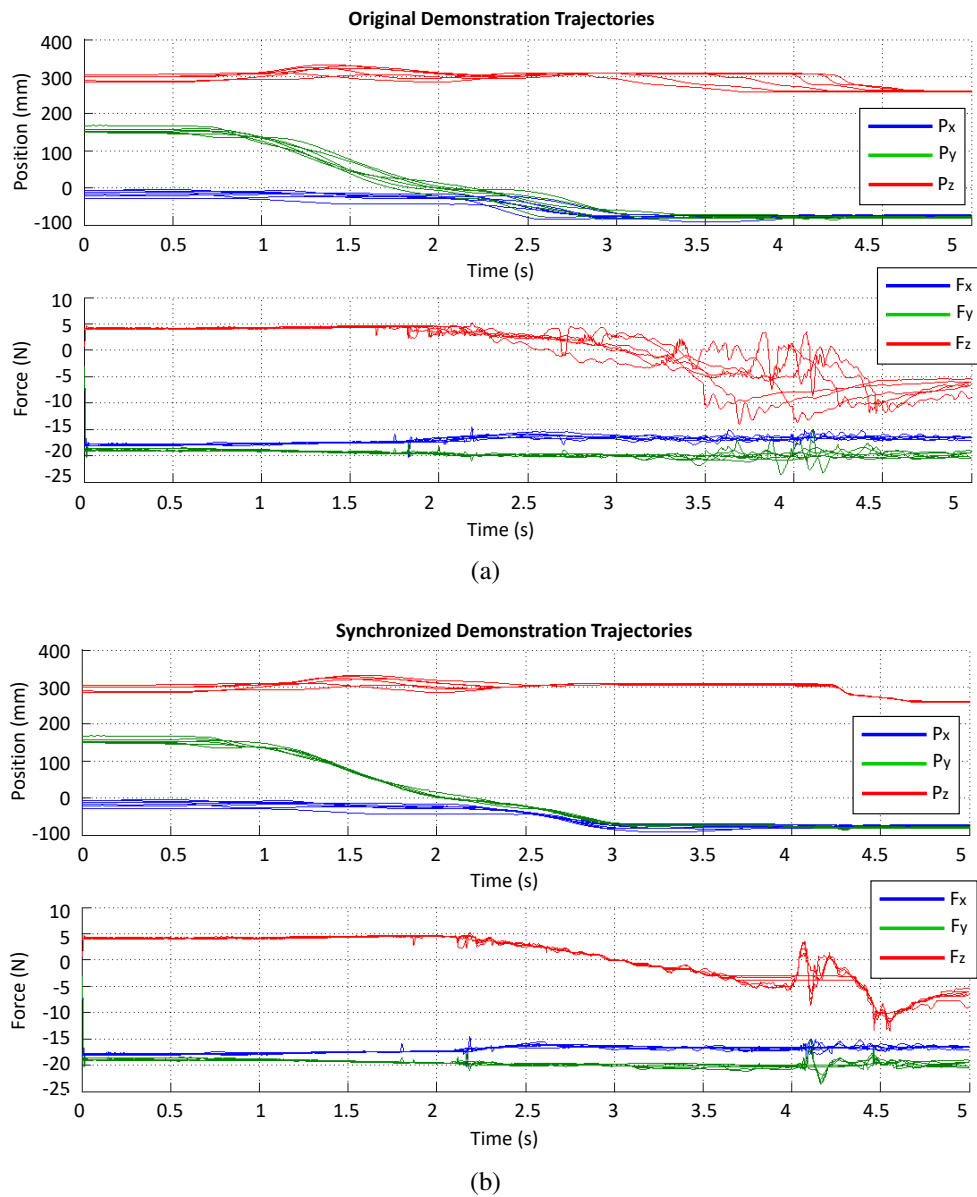 Original Demonstration Trajectories
400
300
200
100
0
-100
Position (mm)
0 0.5 1 1.5 2 2.5 3 3.5 4 4.5 5
Time (s)
Px
Py
Pz
10
5
0
-5
-10
-15
-20
-25
Force (N)
0 0.5 1 1.5 2 2.5 3 3.5 4 4.5 5
Time (s)
Fx
Fy
Fz
(a)
Synchronized Demonstration Trajectories
400
300
200
100
0
-100
Position (mm)
0 0.5 1 1.5 2 2.5 3 3.5 4 4.5 5
Time (s)
Px
Py
Pz
10
5
0
-5
-10
-15
-20
-25
Force (N)
0 0.5 1 1.5 2 2.5 3 3.5 4 4.5 5
Time (s)
Fx
Fy
Fz
(b)